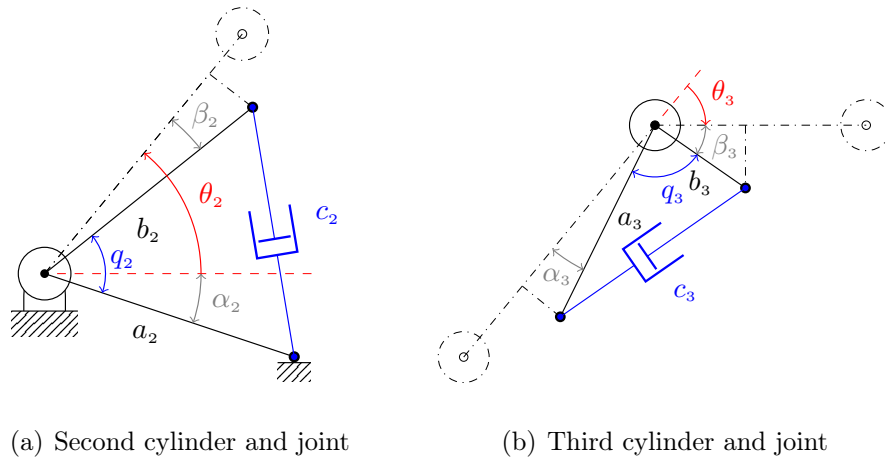 β₂
θ₃
β₃
θ₂
c₂
b₂
q₃
b₃
a₃
q₂
α₃
α₂
c₃
a₂
(a) Second cylinder and joint
(b) Third cylinder and joint